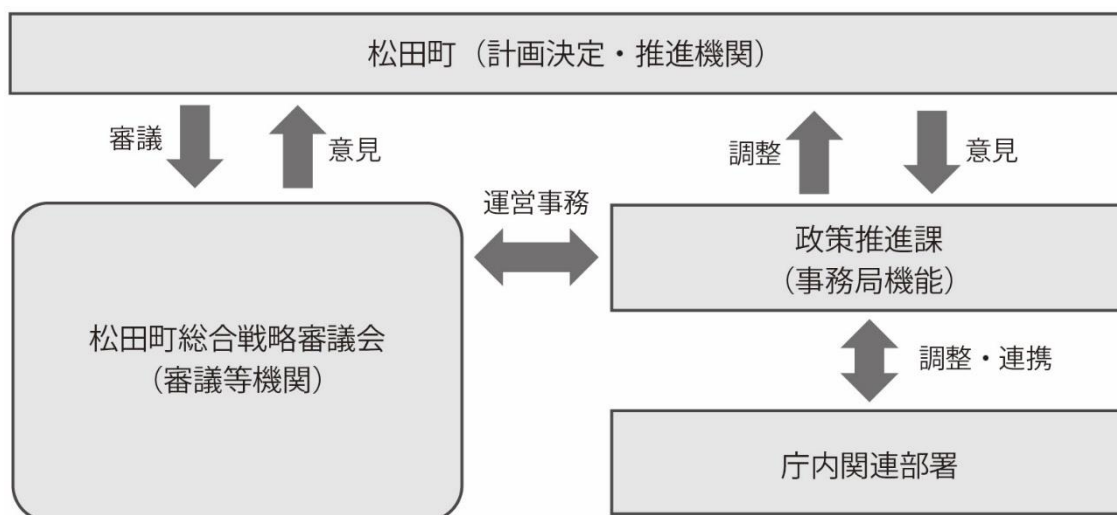 松田町（計画決定・推進機関）
審議
意見
調整
意見
運営事務
政策推進課
（事務局機能）
松田町総合戦略審議会
（審議等機関）
調整・連携
庁内関連部署